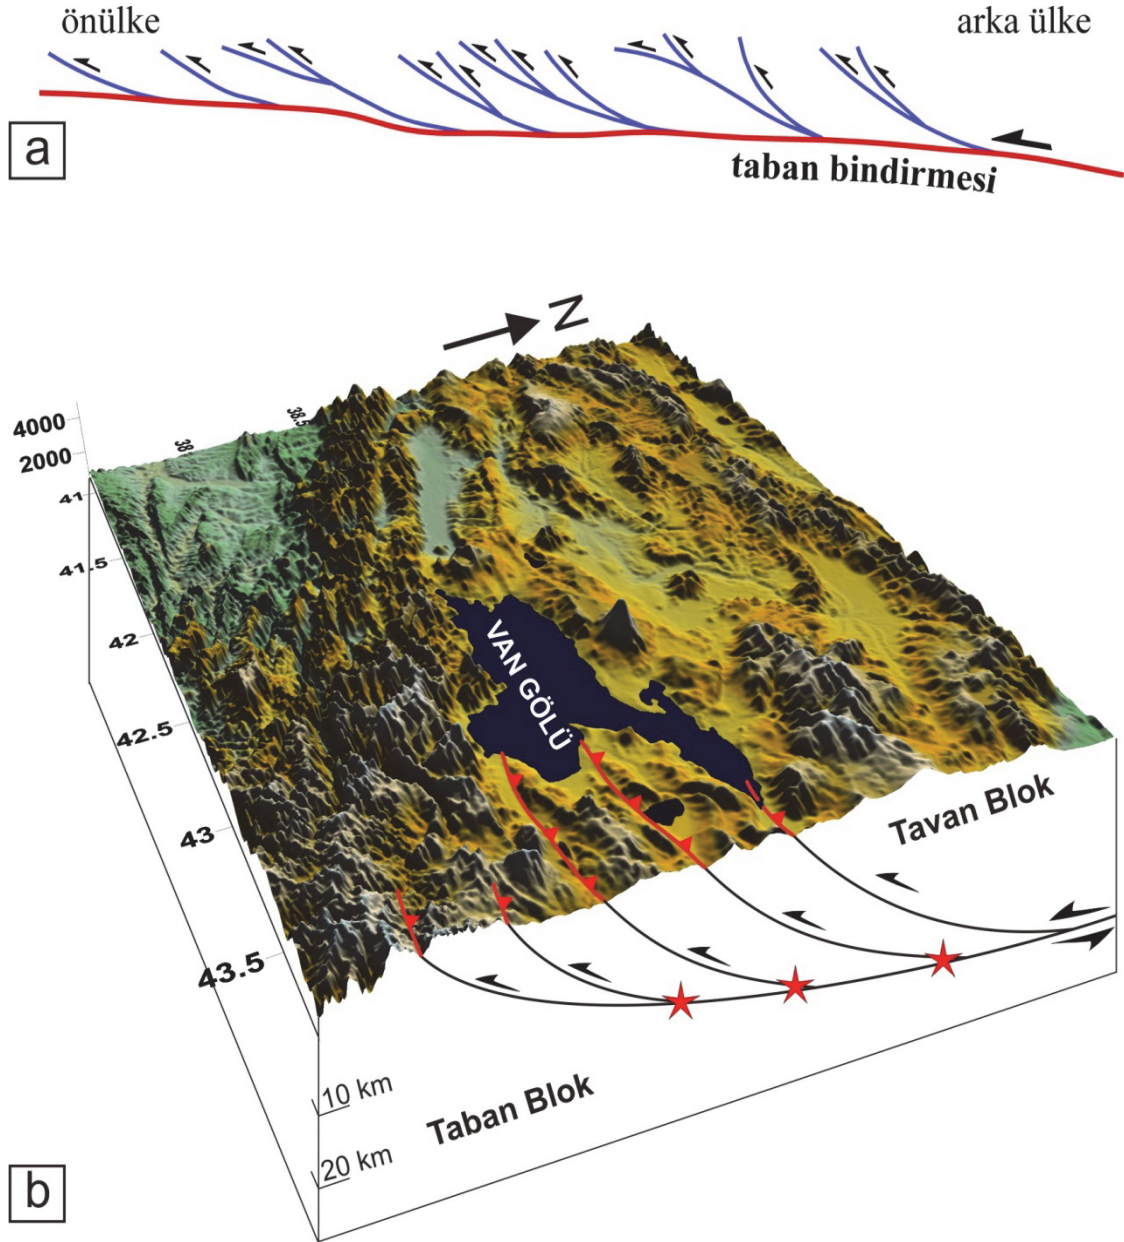 önülke
arka ülke
a
taban bindirmesi
N
4000
2000
38
38.5
41
41.5
42
42.5
43
43.5
VAN GÖLÜ
Tavan Blok
Taban Blok
10 km
20 km
b